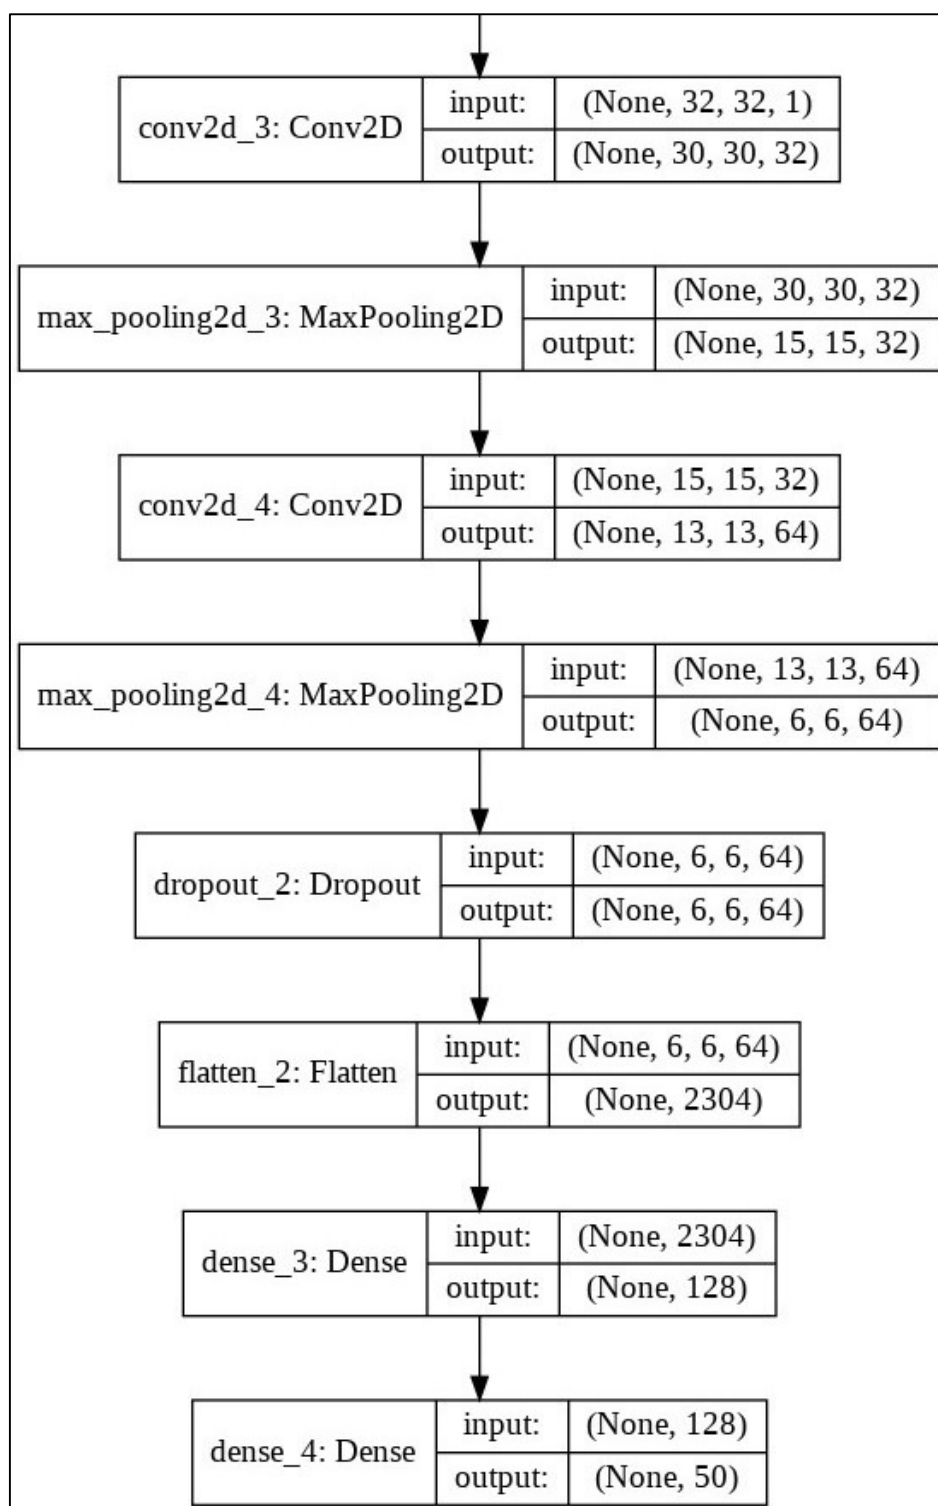 conv2d_3: Conv2D
input: (None, 32, 32, 1)
output: (None, 30, 30, 32)
max_pooling2d_3: MaxPooling2D
input: (None, 30, 30, 32)
output: (None, 15, 15, 32)
conv2d_4: Conv2D
input: (None, 15, 15, 32)
output: (None, 13, 13, 64)
max_pooling2d_4: MaxPooling2D
input: (None, 13, 13, 64)
output: (None, 6, 6, 64)
dropout_2: Dropout
input: (None, 6, 6, 64)
output: (None, 6, 6, 64)
flatten_2: Flatten
input: (None, 6, 6, 64)
output: (None, 2304)
dense_3: Dense
input: (None, 2304)
output: (None, 128)
dense_4: Dense
input: (None, 128)
output: (None, 50)